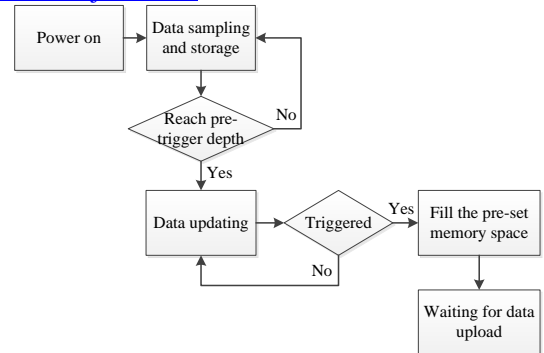 Power on
Data sampling
and storage
Reach pre-
trigger depth
No
Yes
Data updating
Triggered
Yes
No
Fill the pre-set
memory space
Waiting for data
upload